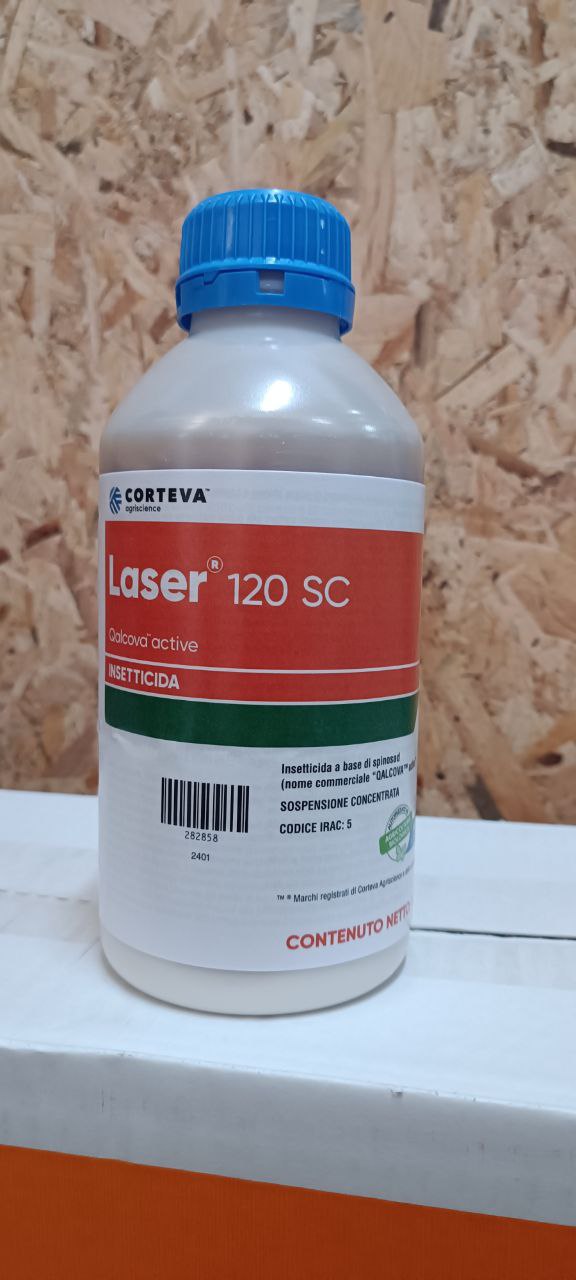 CORTEVA™
agriscience
Laser® 120 SC
Qalcova™ active
INSETTICIDA
Insetticida a base di spinosad
(nome commerciale "QALCOVA™
SOSPENSIONE CONCENTRATA
CODICE IRAC: 5
282858
2401
™ ® Marchi registrati di Corteva Agriscience
CONTENUTO NETTO